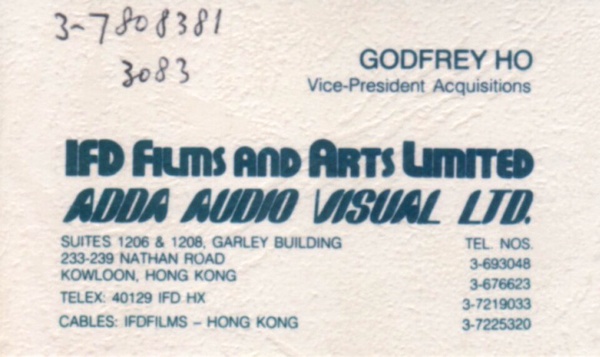 3-7808381
3083
GODFREY HO
Vice-President Acquisitions
IFD FILMS AND ARTS LIMITED
ADDA AUDIO VISUAL LTD.
SUITES 1206 & 1208, GARLEY BUILDING
233-239 NATHAN ROAD
KOWLOON, HONG KONG
TELEX: 40129 IFD HX
CABLES: IFDFILMS – HONG KONG
TEL. NOS.
3-693048
3-676623
3-7219033
3-7225320